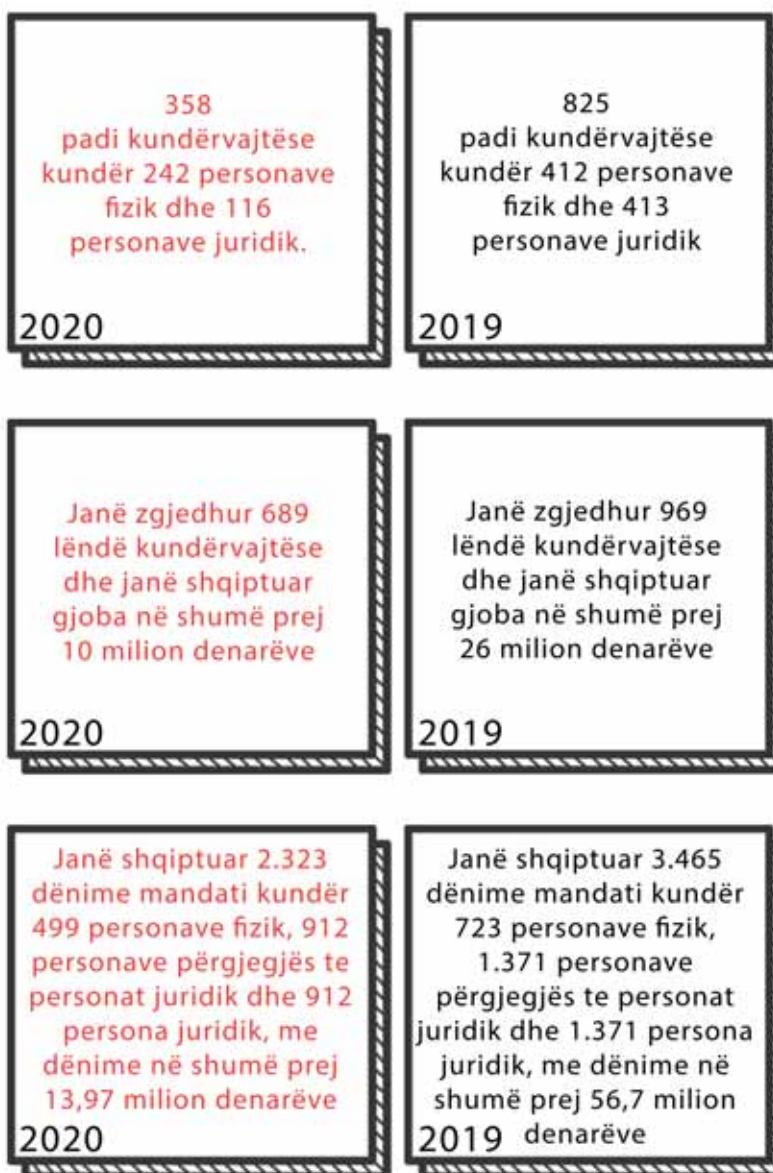 358
padi kundërvajtëse
kundër 242 personave
fizik dhe 116
personave juridik.
2020
825
padi kundërvajtëse
kundër 412 personave
fizik dhe 413
personave juridik
2019
Janë zgjedhur 689
lëndë kundërvajtëse
dhe janë shqiptuar
gjoba në shumë prej
10 milion denarëve
2020
Janë zgjedhur 969
lëndë kundërvajtëse
dhe janë shqiptuar
gjoba në shumë prej
26 milion denarëve
2019
Janë shqiptuar 2.323
dënime mandati kundër
499 personave fizik, 912
personave përgjegjës te
personat juridik dhe 912
persona juridik, me
dënime në shumë prej
13,97 milion denarëve
2020
Janë shqiptuar 3.465
dënime mandati kundër
723 personave fizik,
1.371 personave
përgjegjës te personat
juridik dhe 1.371 persona
juridik, me dënime në
shumë prej 56,7 milion
denarëve
2019